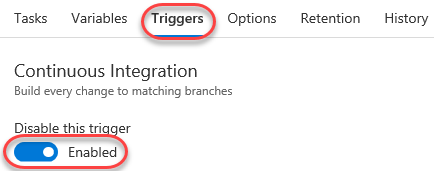 Tasks Variables Triggers Options Retention History
Continuous Integration
Build every change to matching branches
Disable this trigger
Enabled